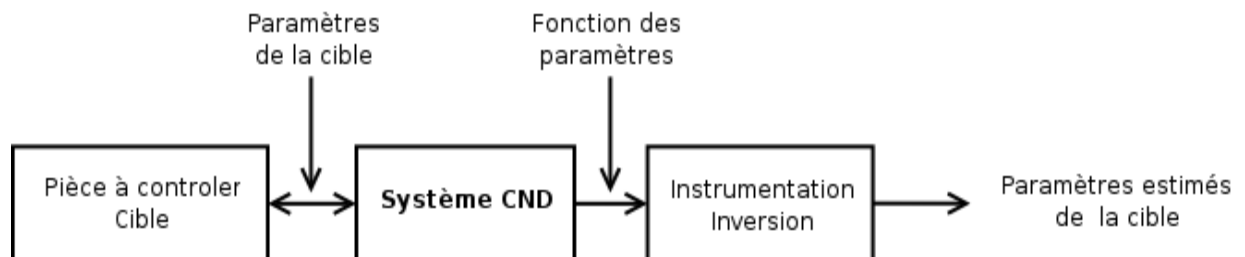 Paramètres
de la cible
Fonction des
paramètres
Pièce à controler
Cible
Système CND
Instrumentation
Inversion
Paramètres estimés
de la cible